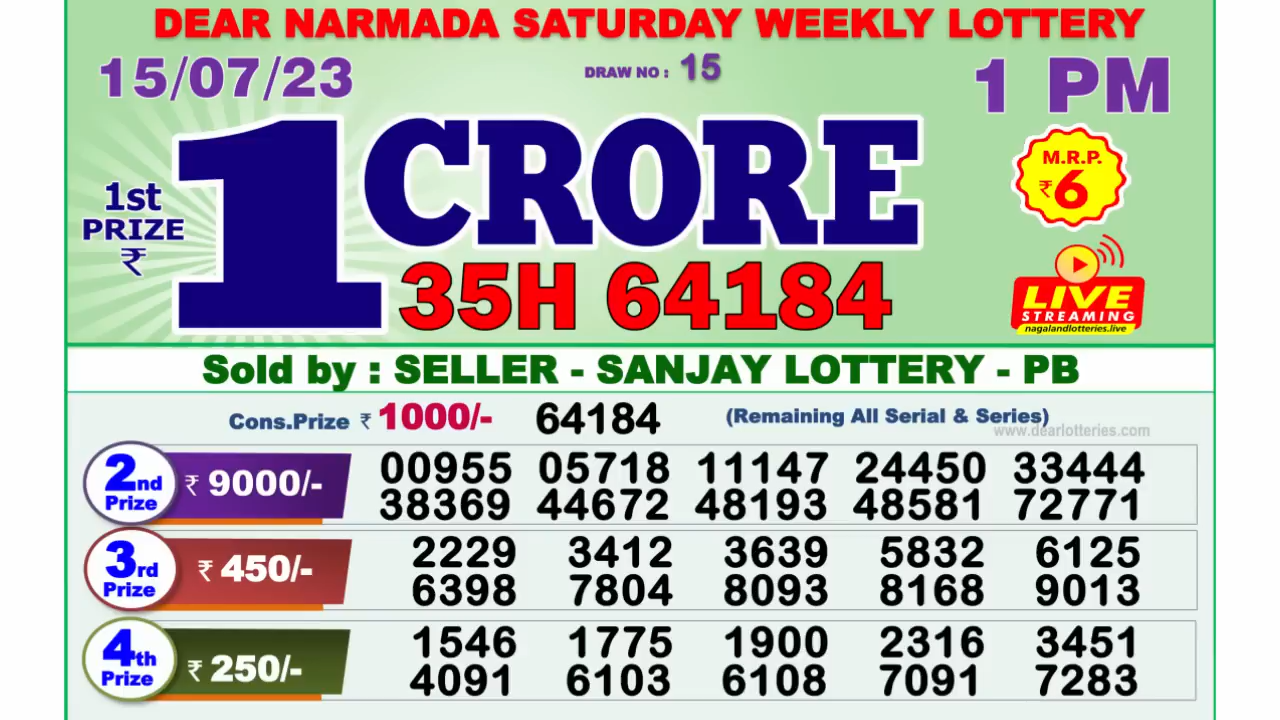 DEAR NARMADA SATURDAY WEEKLY LOTTERY
15/07/23 DRAW NO : 15 1 PM
1st PRIZE ₹ 1 CRORE
M.R.P. ₹6
35H 64184
LIVE STREAMING
nagalandlotteries.live
Sold by : SELLER - SANJAY LOTTERY - PB
Cons.Prize ₹ 1000/- 64184 (Remaining All Serial & Series)
www.dearlotteries.com
2nd Prize ₹ 9000/-
00955 05718 11147 24450 33444
38369 44672 48193 48581 72771
3rd Prize ₹ 450/-
2229 3412 3639 5832 6125
6398 7804 8093 8168 9013
4th Prize ₹ 250/-
1546 1775 1900 2316 3451
4091 6103 6108 7091 7283